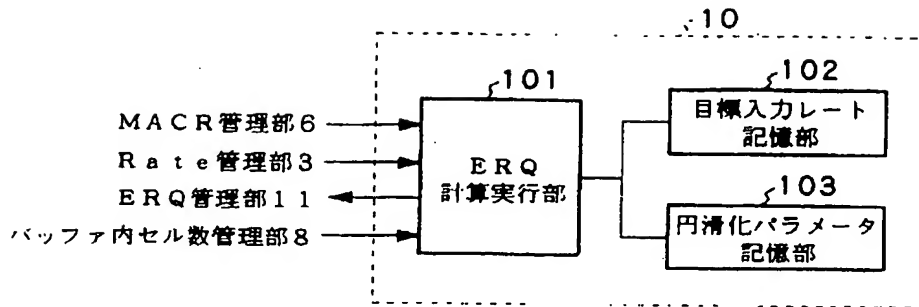 10
101
102
目標入力レート
記憶部
MACR管理部6
Rate管理部3
ERQ管理部11
バッファ内セル数管理部8
ERQ
計算実行部
103
円滑化パラメータ
記憶部